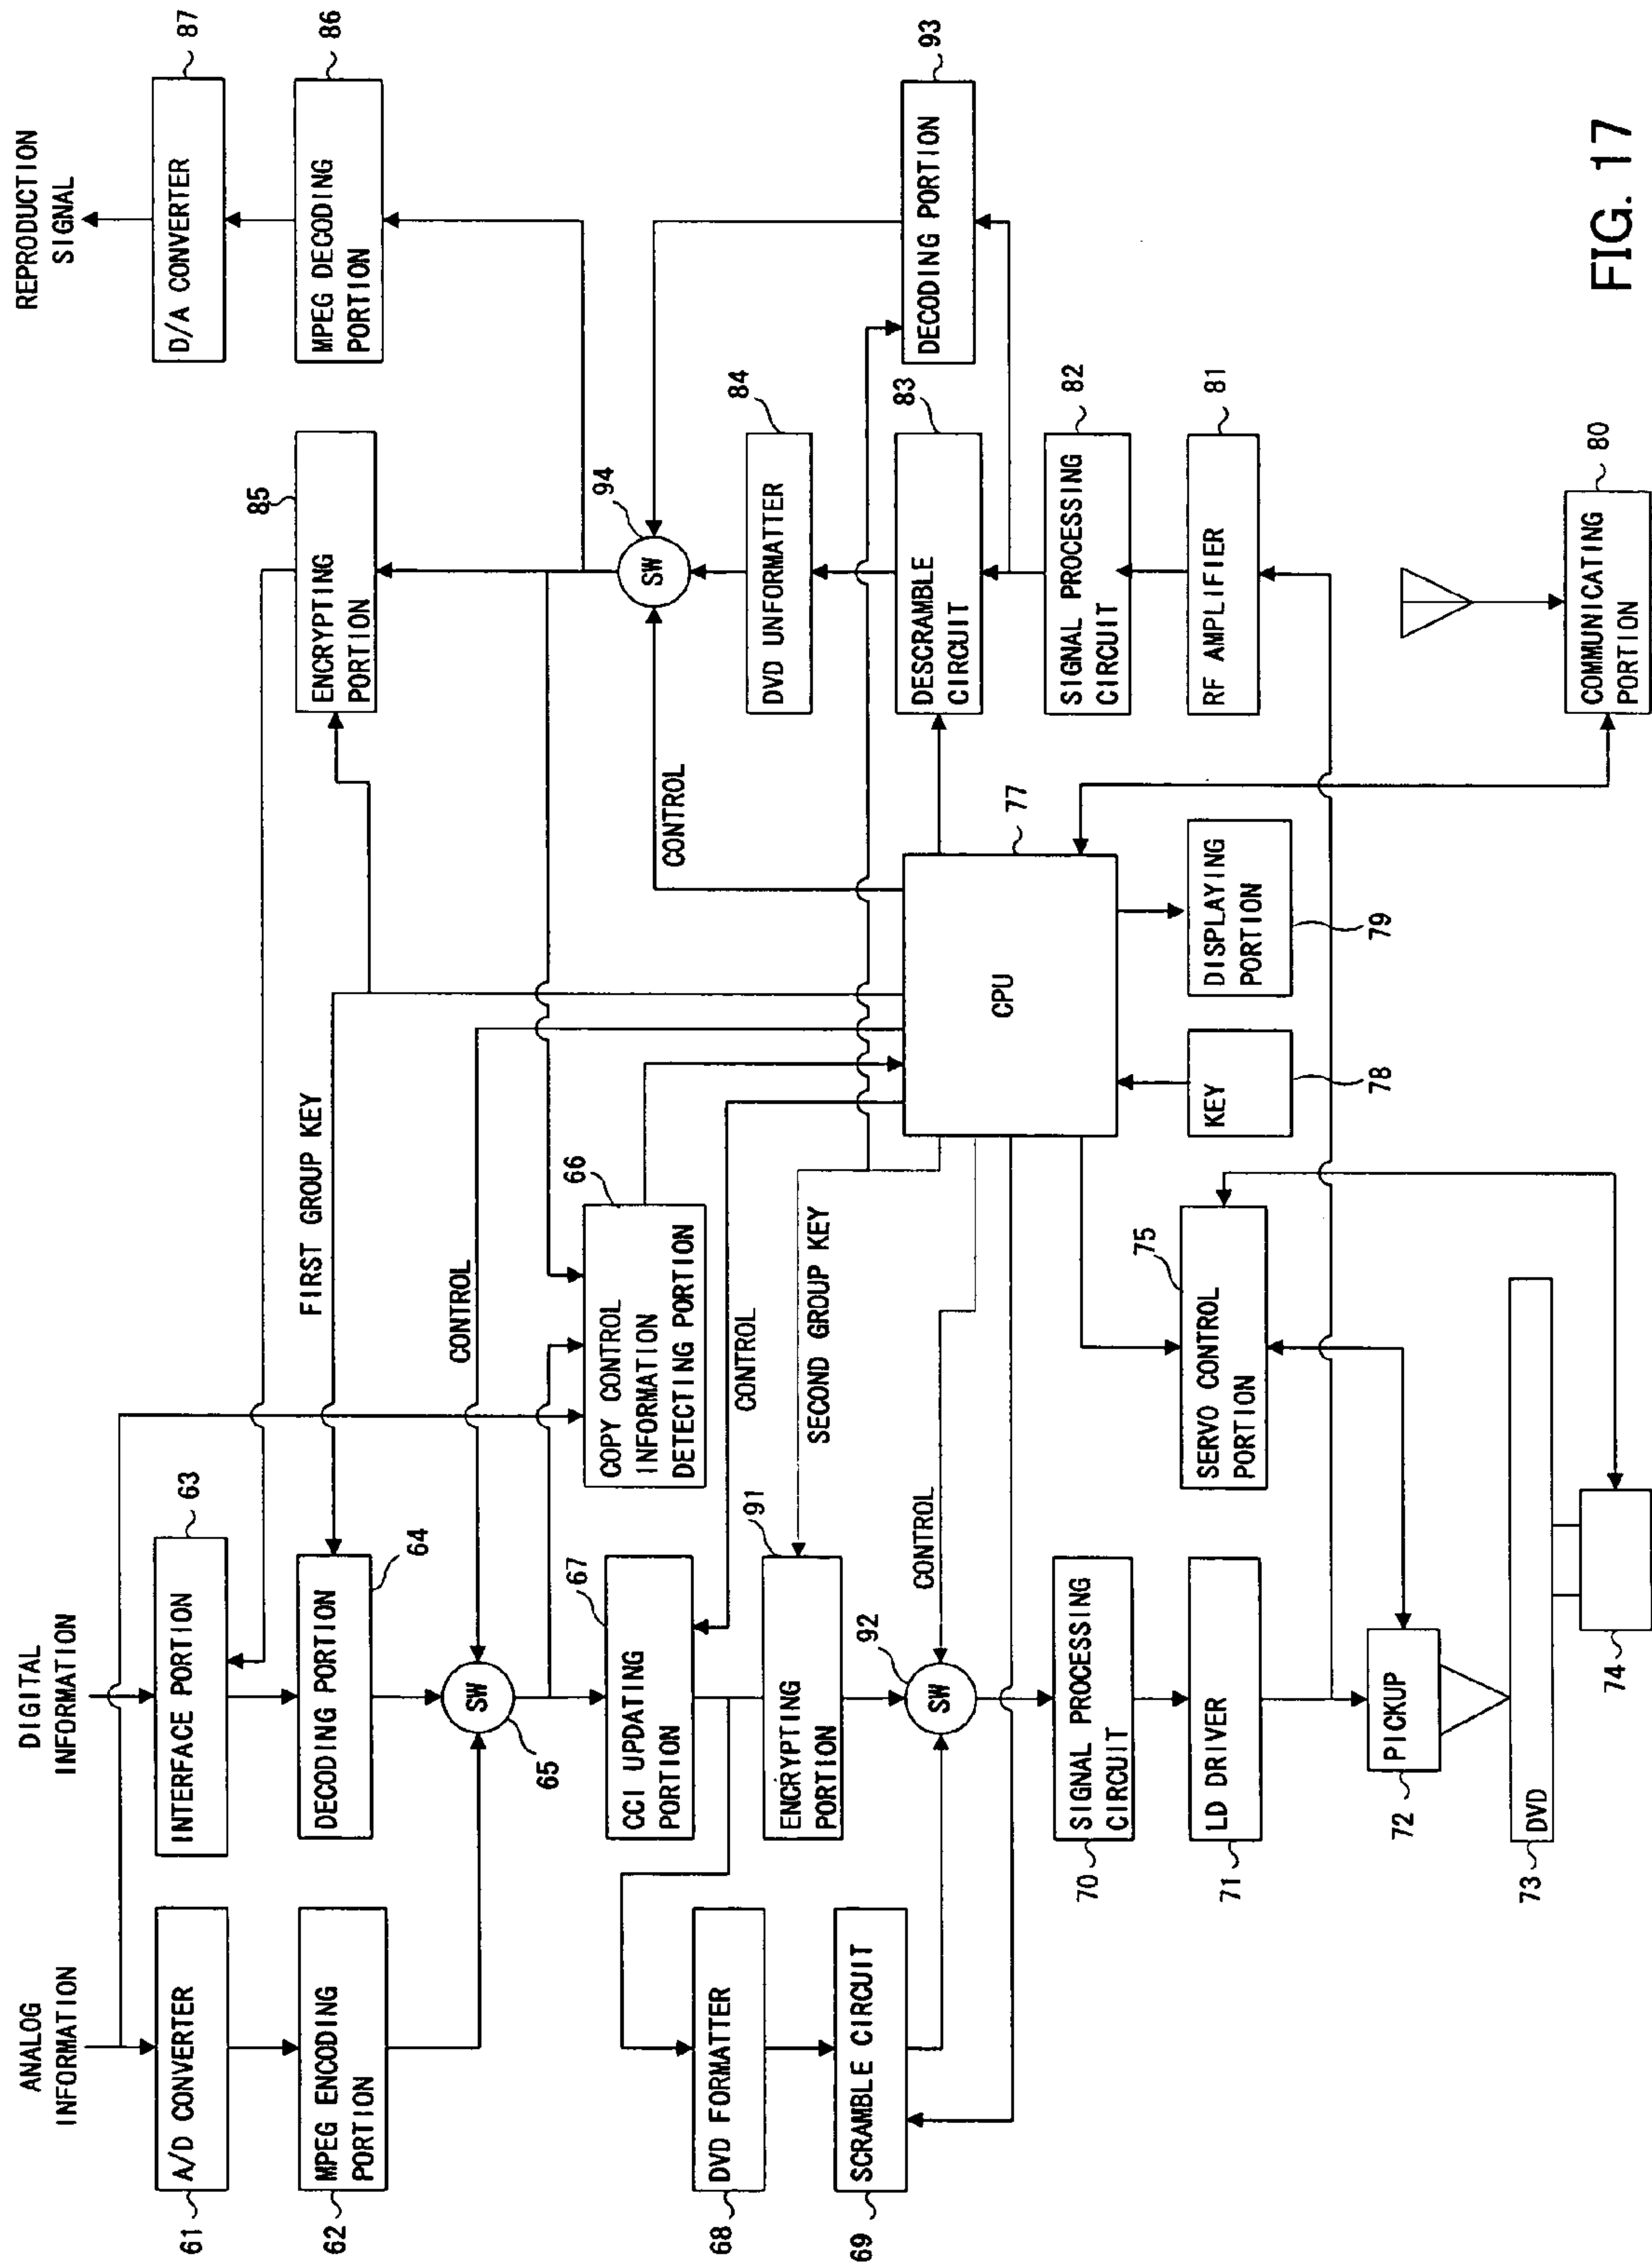 ANALOG
INFORMATION
DIGITAL
INFORMATION
REPRODUCTION
SIGNAL
A/D CONVERTER
61
INTERFACE PORTION
63
D/A CONVERTER
87
MPEG ENCODING
PORTION
62
DECODING PORTION
64
FIRST GROUP KEY
ENCRYPTING
PORTION
85
MPEG DECODING
PORTION
86
SW
65
CONTROL
COPY CONTROL
INFORMATION
DETECTING PORTION
66
SW
94
CONTROL
CCI UPDATING
PORTION
67
CONTROL
DVD FORMATTER
68
ENCRYPTING
PORTION
91
SECOND GROUP KEY
DVD UNFORMATTER
84
SCRAMBLE CIRCUIT
69
SW
92
CONTROL
CPU
77
DESCRAMBLE
CIRCUIT
83
DECODING PORTION
93
SIGNAL PROCESSING
CIRCUIT
70
SIGNAL PROCESSING
CIRCUIT
82
LD DRIVER
71
SERVO CONTROL
PORTION
75
KEY
78
DISPLAYING
PORTION
79
RF AMPLIFIER
81
PICKUP
72
DVD
73
74
COMMUNICATING
PORTION
80
FIG. 17